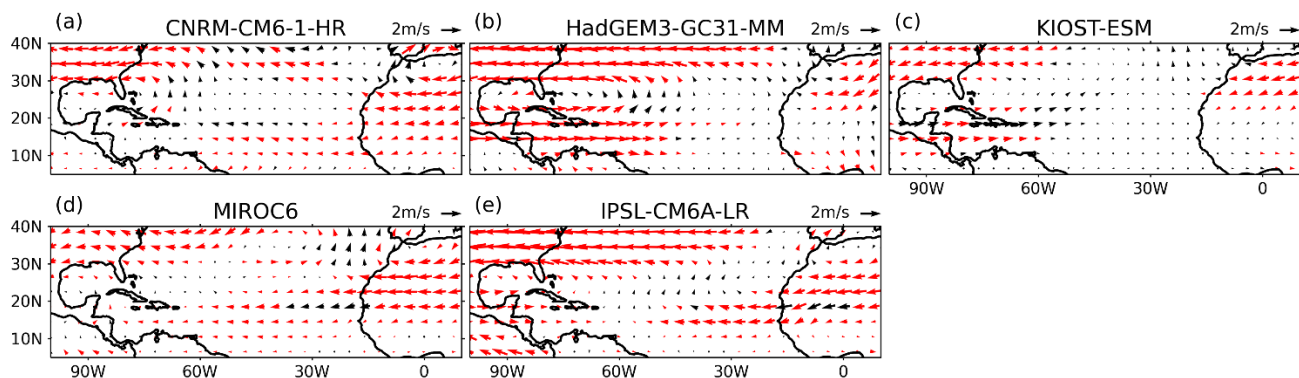 (a) CNRM-CM6-1-HR 2m/s
(b) HadGEM3-GC31-MM 2m/s
(c) KIOST-ESM 2m/s
40N
30N
20N
10N
90W 60W 30W 0
(d) MIROC6 2m/s
(e) IPSL-CM6A-LR 2m/s
40N
30N
20N
10N
90W 60W 30W 0
90W 60W 30W 0